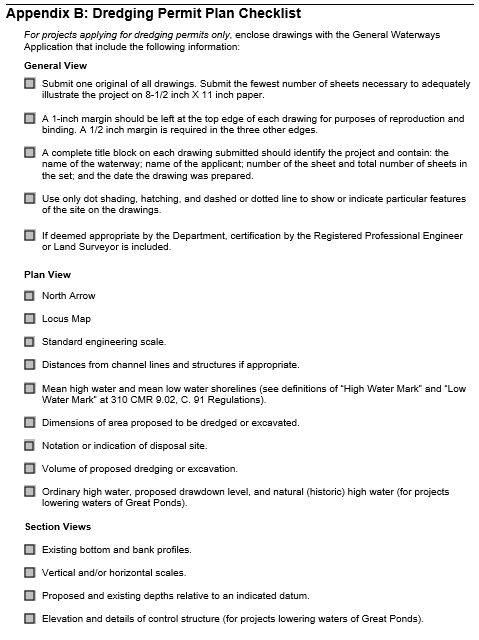 Appendix B: Dredging Permit Plan Checklist
For projects applying for dredging permits only, enclose drawings with the General Waterways
Application that include the following information:
General View
Submit one original of all drawings. Submit the fewest number of sheets necessary to adequately
illustrate the project on 8-1/2 inch X 11 inch paper.
A 1-inch margin should be left at the top edge of each drawing for purposes of reproduction and
binding. A 1/2 inch margin is required in the three other edges.
A complete title block on each drawing submitted should identify the project and contain: the
name of the waterway; name of the applicant; number of the sheet and total number of sheets in
the set; and the date the drawing was prepared.
Use only dot shading, hatching, and dashed or dotted line to show or indicate particular features
of the site on the drawings.
If deemed appropriate by the Department, certification by the Registered Professional Engineer
or Land Surveyor is included.
Plan View
North Arrow
Locus Map
Standard engineering scale.
Distances from channel lines and structures if appropriate.
Mean high water and mean low water shorelines (see definitions of “High Water Mark” and “Low
Water Mark” at 310 CMR 9.02, C. 91 Regulations).
Dimensions of area proposed to be dredged or excavated.
Notation or indication of disposal site.
Volume of proposed dredging or excavation.
Ordinary high water, proposed drawdown level, and natural (historic) high water (for projects
lowering waters of Great Ponds).
Section Views
Existing bottom and bank profiles.
Vertical and/or horizontal scales.
Proposed and existing depths relative to an indicated datum.
Elevation and details of control structure (for projects lowering waters of Great Ponds).